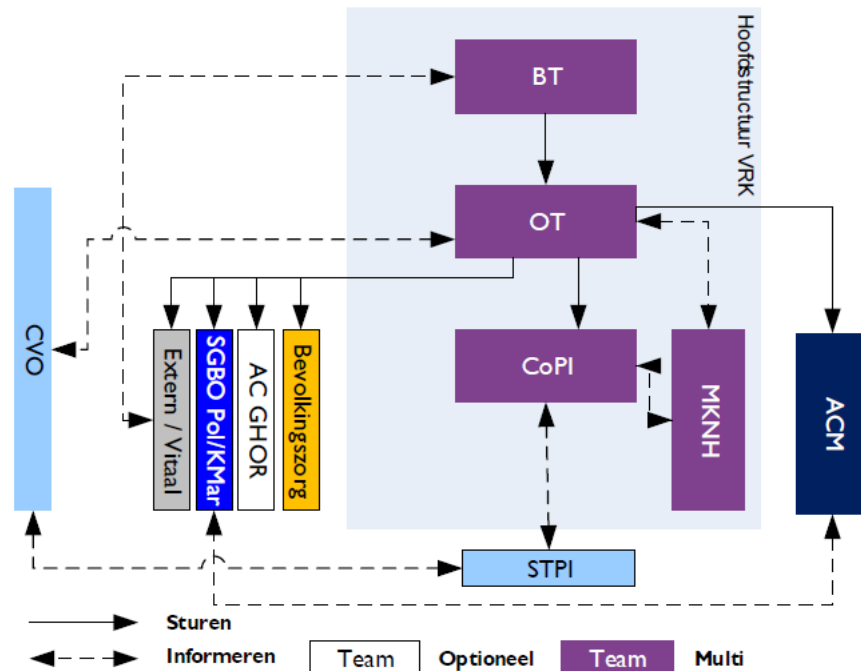 Hoofdstructuur VRK
BT
OT
CVO
Extern / Vitaal
SGBO Pol/KMar
AC GHOR
Bevolkingszorg
CoPI
MKNH
ACM
STPI
Sturen
Informeren
Team
Optioneel
Team
Multi